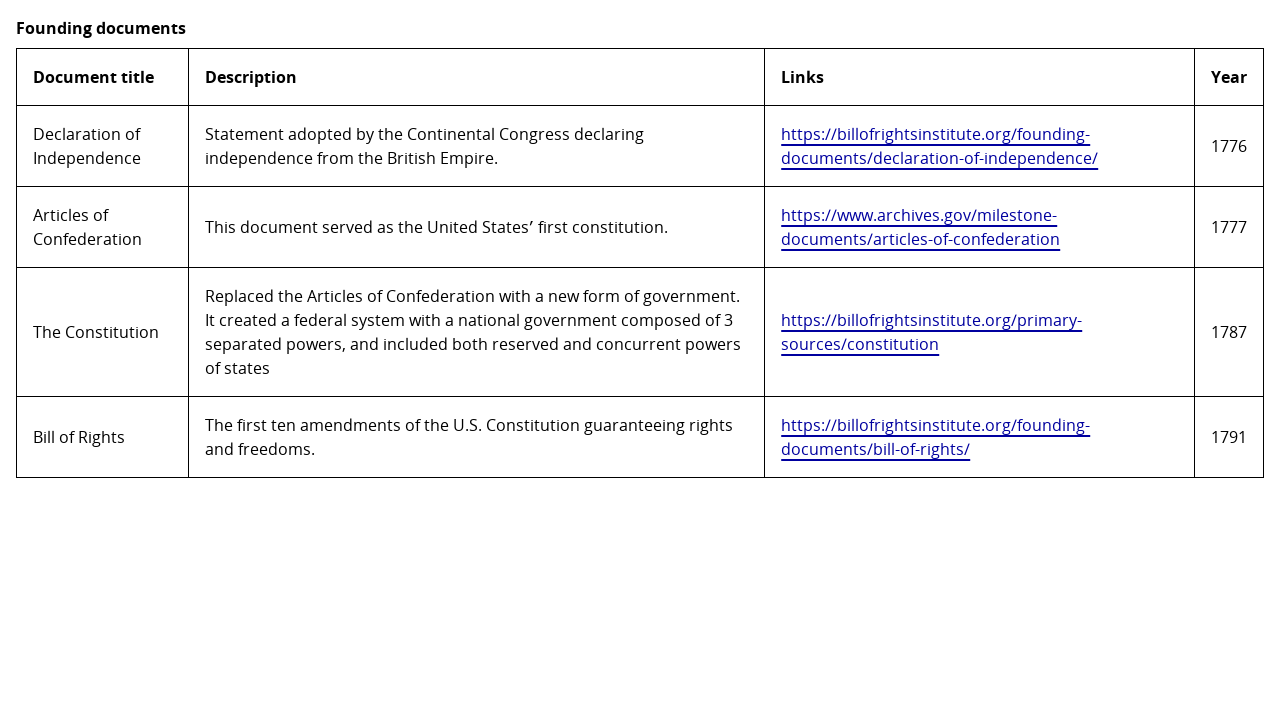 Founding documents
Document title
Description
Links
Year
Declaration of
Independence
Statement adopted by the Continental Congress declaring
independence from the British Empire.
https://billofrightsinstitute.org/founding-
documents/declaration-of-independence/
1776
Articles of
Confederation
This document served as the United States’ first constitution.
https://www.archives.gov/milestone-
documents/articles-of-confederation
1777
The Constitution
Replaced the Articles of Confederation with a new form of government.
It created a federal system with a national government composed of 3
separated powers, and included both reserved and concurrent powers
of states
https://billofrightsinstitute.org/primary-
sources/constitution
1787
Bill of Rights
The first ten amendments of the U.S. Constitution guaranteeing rights
and freedoms.
https://billofrightsinstitute.org/founding-
documents/bill-of-rights/
1791